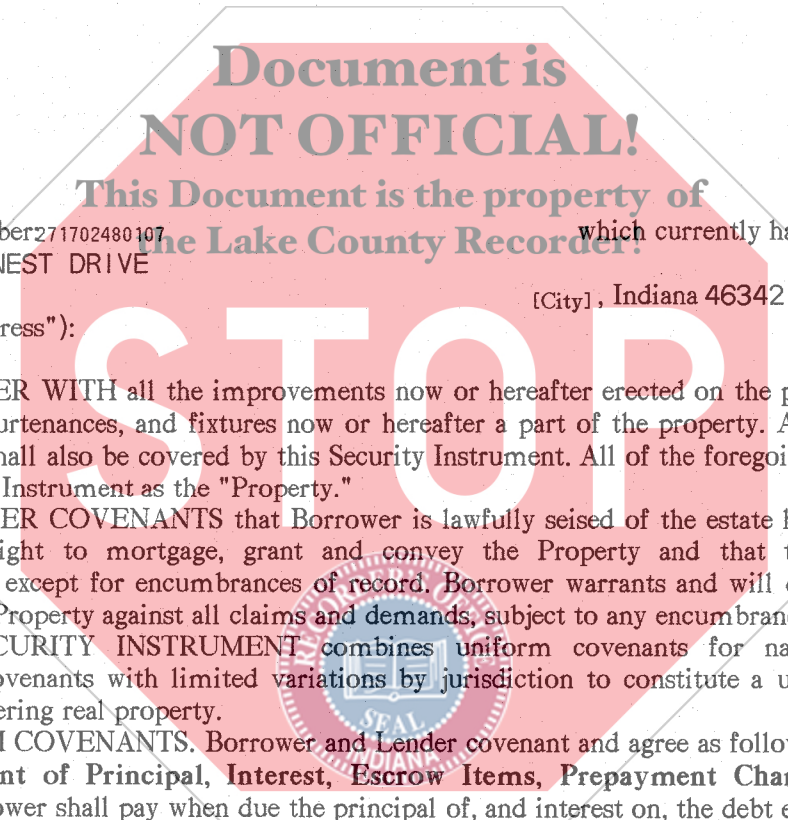 Document is
NOT OFFICIAL!
This Document is the property of
the Lake County Recorder!
ber271702480107 which currently ha
NEST DRIVE
[City], Indiana 46342
ress"):
ER WITH all the improvements now or hereafter erected on the p
urtenances, and fixtures now or hereafter a part of the property. A
hall also be covered by this Security Instrument. All of the foregoi
Instrument as the "Property."
ER COVENANTS that Borrower is lawfully seised of the estate
ight to mortgage, grant and convey the Property and that t
except for encumbrances of record. Borrower warrants and will
Property against all claims and demands, subject to any encumbran
CURITY INSTRUMENT combines uniform covenants for na
ovenants with limited variations by jurisdiction to constitute a u
ering real property.
COVENANTS. Borrower and Lender covenant and agree as follow
nt of Principal, Interest, Escrow Items, Prepayment Char
ower shall pay when due the principal of, and interest on, the debt e
STOP
RECORDER OF
SEAL
INDIANA